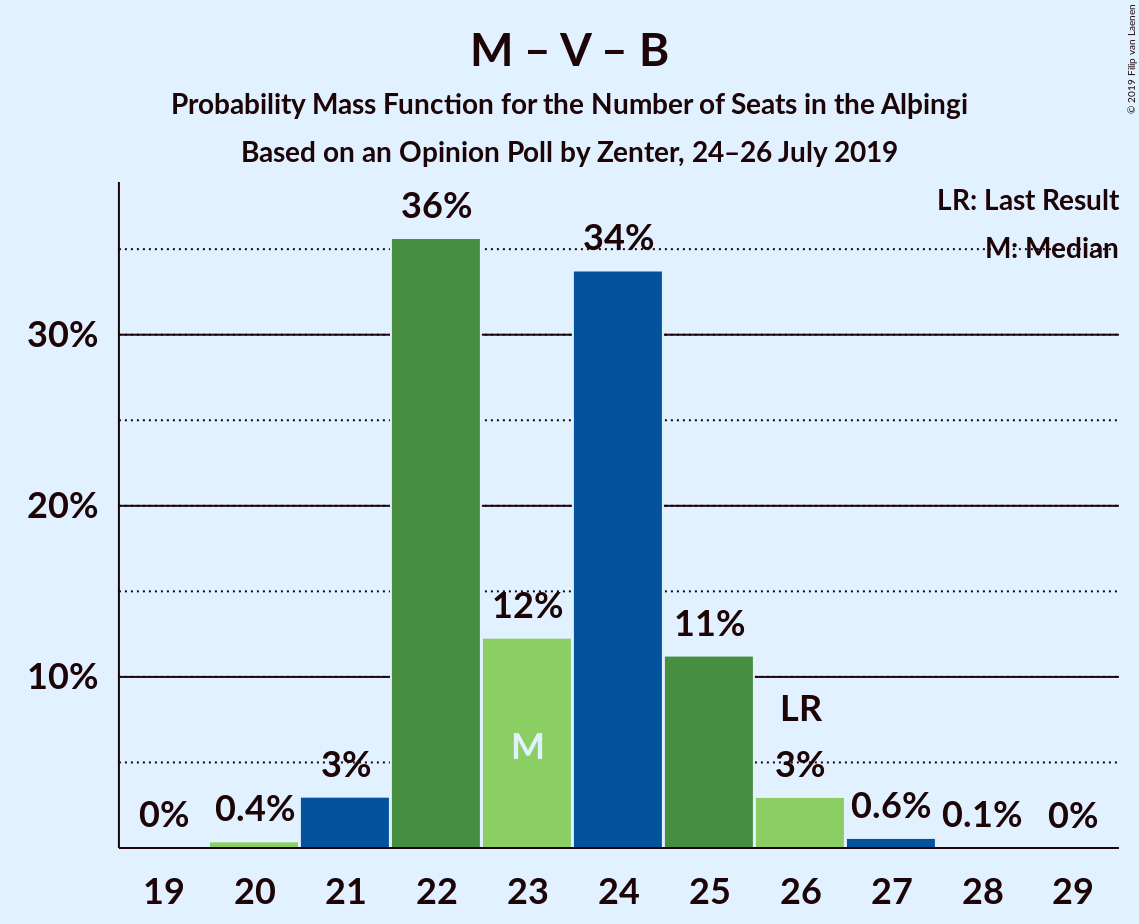 M – V – B
Probability Mass Function for the Number of Seats in the Alþingi
Based on an Opinion Poll by Zenter, 24–26 July 2019
© 2019 Filip van Laenen
LR: Last Result
M: Median
36%
34%
30%
20%
12%
11%
10%
LR
M
3%
3%
0%
0.4%
0.6%
0.1%
0%
19 20 21 22 23 24 25 26 27 28 29